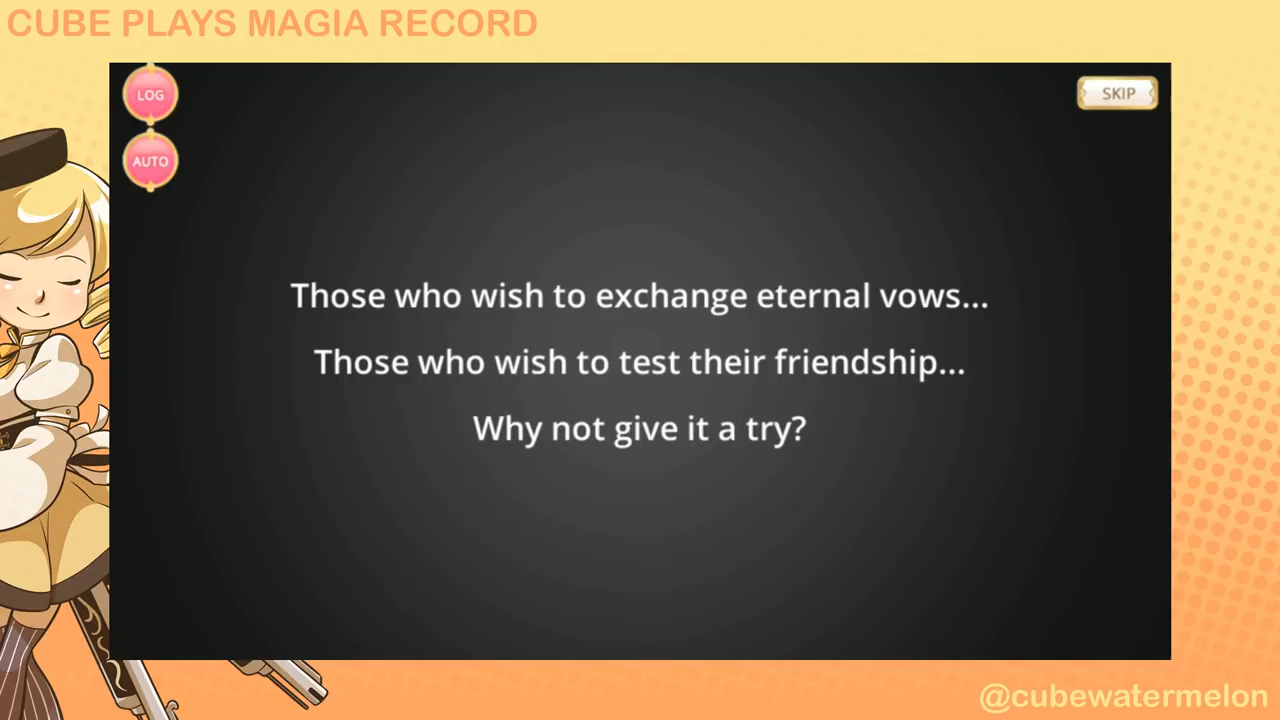 CUBE PLAYS MAGIA RECORD
LOG
SKIP
AUTO
Those who wish to exchange eternal vows...
Those who wish to test their friendship...
Why not give it a try?
@cubewatermelon